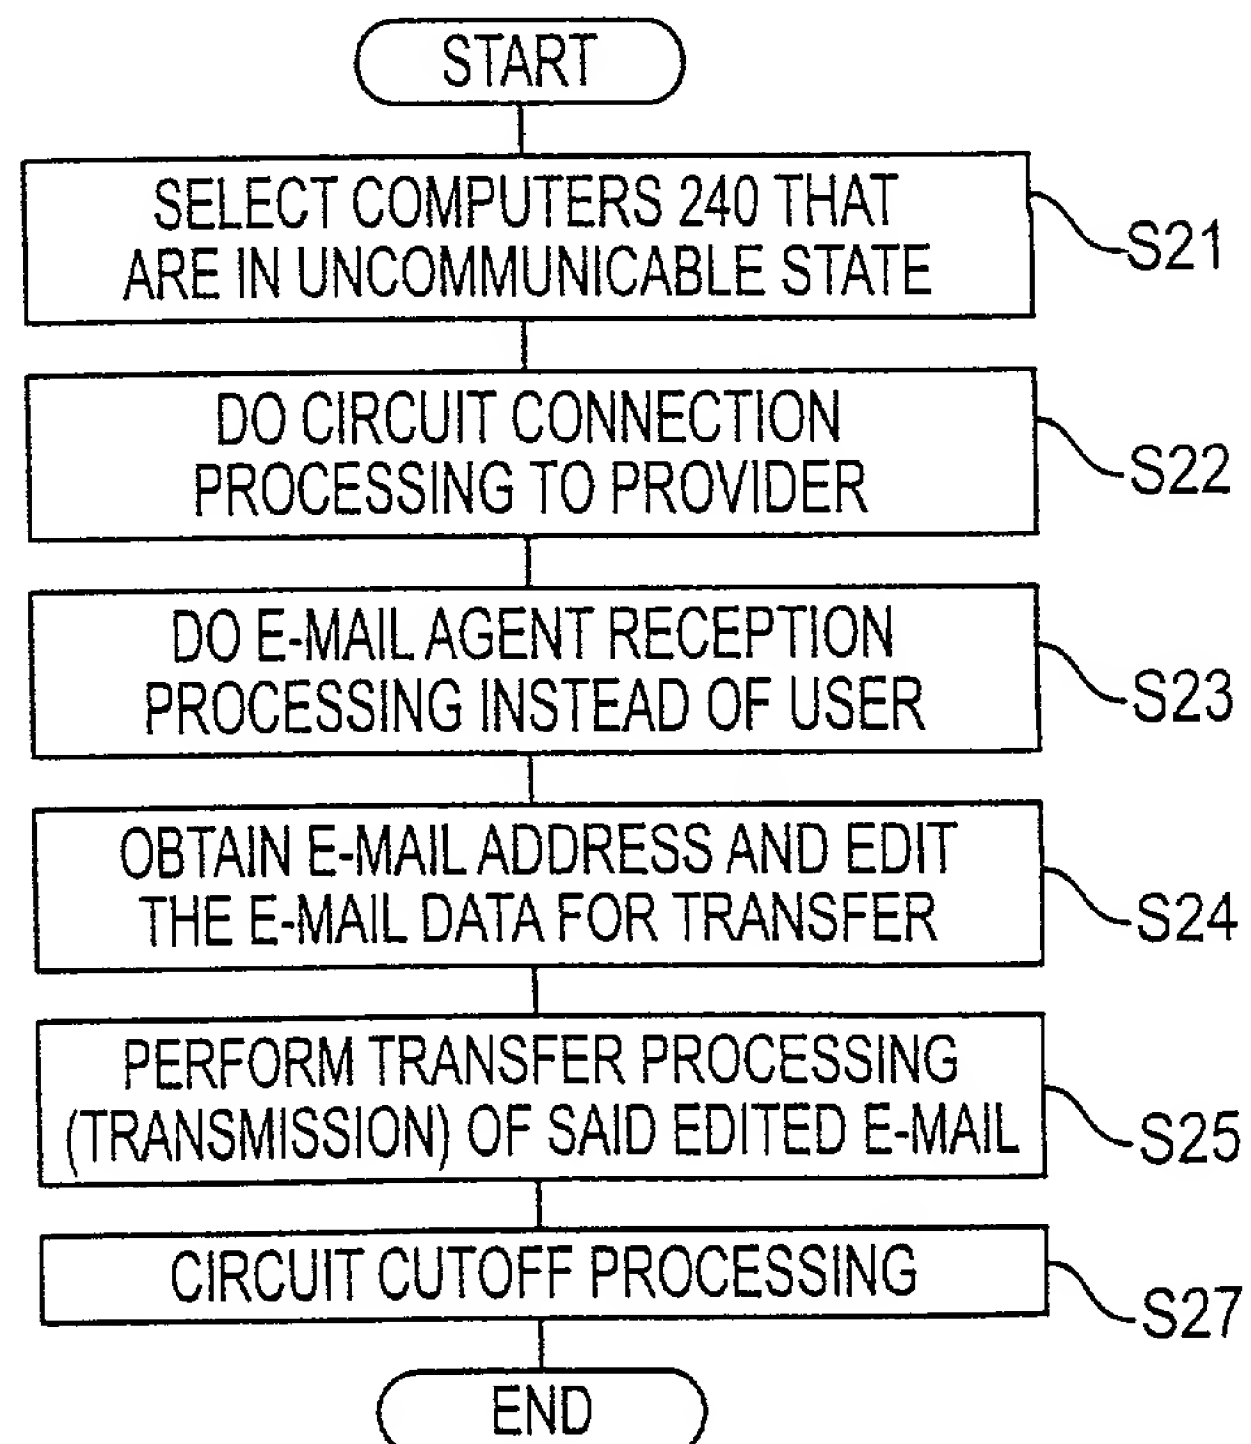 START
SELECT COMPUTERS 240 THAT
ARE IN UNCOMMUNICABLE STATE
S21
DO CIRCUIT CONNECTION
PROCESSING TO PROVIDER
S22
DO E-MAIL AGENT RECEPTION
PROCESSING INSTEAD OF USER
S23
OBTAIN E-MAIL ADDRESS AND EDIT
THE E-MAIL DATA FOR TRANSFER
S24
PERFORM TRANSFER PROCESSING
(TRANSMISSION) OF SAID EDITED E-MAIL
S25
CIRCUIT CUTOFF PROCESSING
S27
END